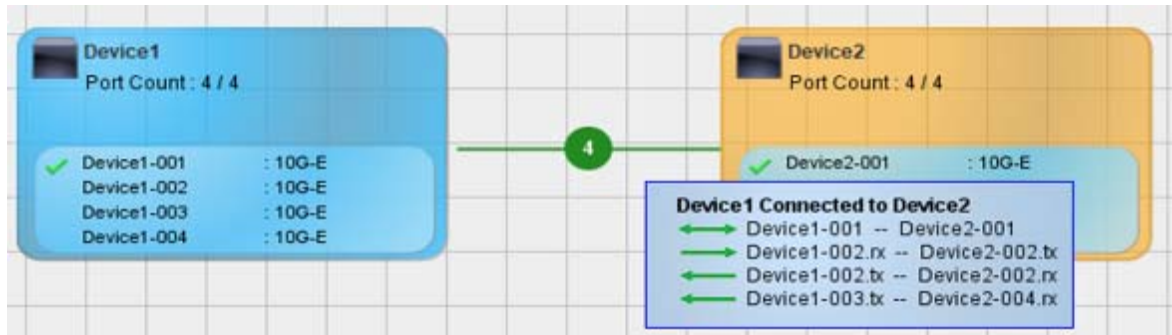 Device1
Port Count : 4 / 4
Device1-001 : 10G-E
Device1-002 : 10G-E
Device1-003 : 10G-E
Device1-004 : 10G-E
4
Device2
Port Count : 4 / 4
Device2-001 : 10G-E
Device1 Connected to Device2
Device1-001 -- Device2-001
Device1-002.rx -- Device2-002.tx
Device1-002.tx -- Device2-002.rx
Device1-003.tx -- Device2-004.rx